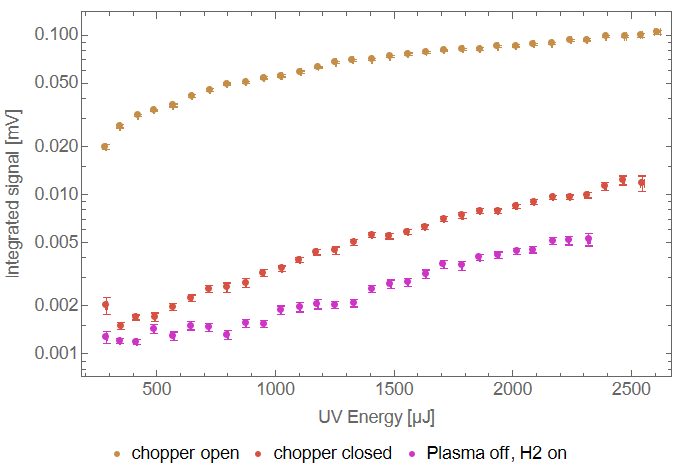 0.100
0.050
0.020
0.010
0.005
0.002
0.001
Integrated signal [mV]
500 1000 1500 2000 2500
UV Energy [μJ]
chopper open chopper closed Plasma off, H2 on